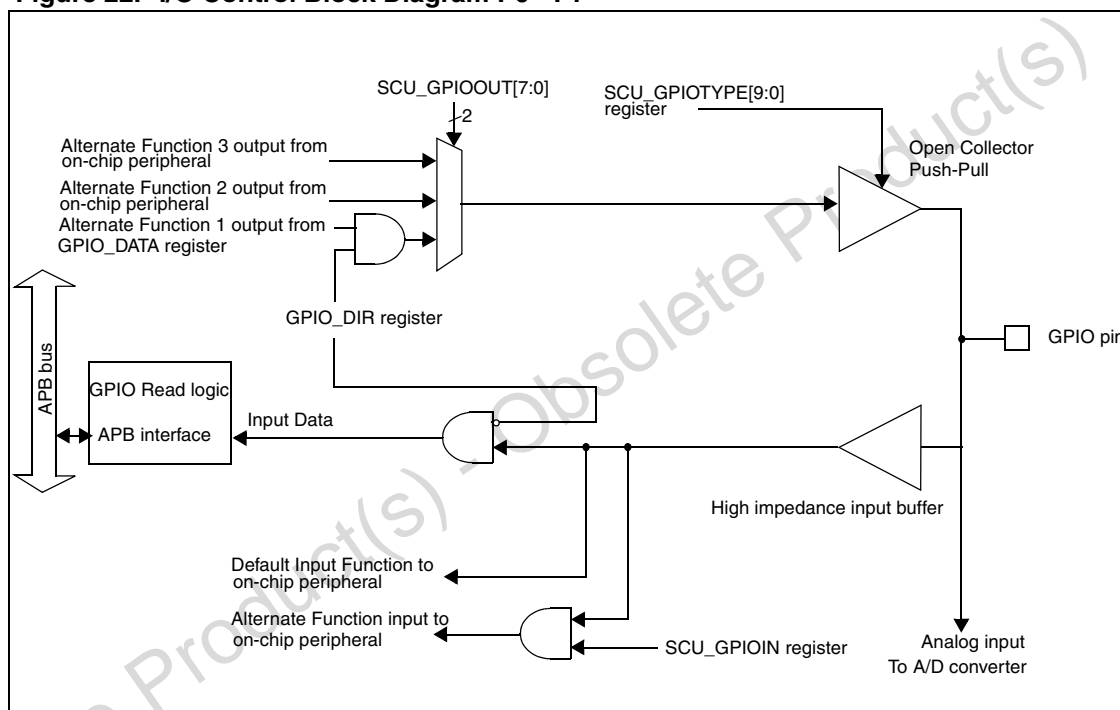 Figure 22. I/O Control Block Diagram P0 -
SCU_GPIOOUT[7:0]
2
SCU_GPIOTYPE[9:0]
register
Alternate Function 3 output from
on-chip peripheral
Open Collector
Push-Pull
Alternate Function 2 output from
on-chip peripheral
Alternate Function 1 output from
GPIO_DATA register
GPIO_DIR register
GPIO pin
APB bus
GPIO Read logic
APB interface
Input Data
High impedance input buffer
Default Input Function to
on-chip peripheral
Alternate Function input to
on-chip peripheral
SCU_GPIOIN register
Analog input
To A/D converter
Product(s) - Obsolete Product(s)